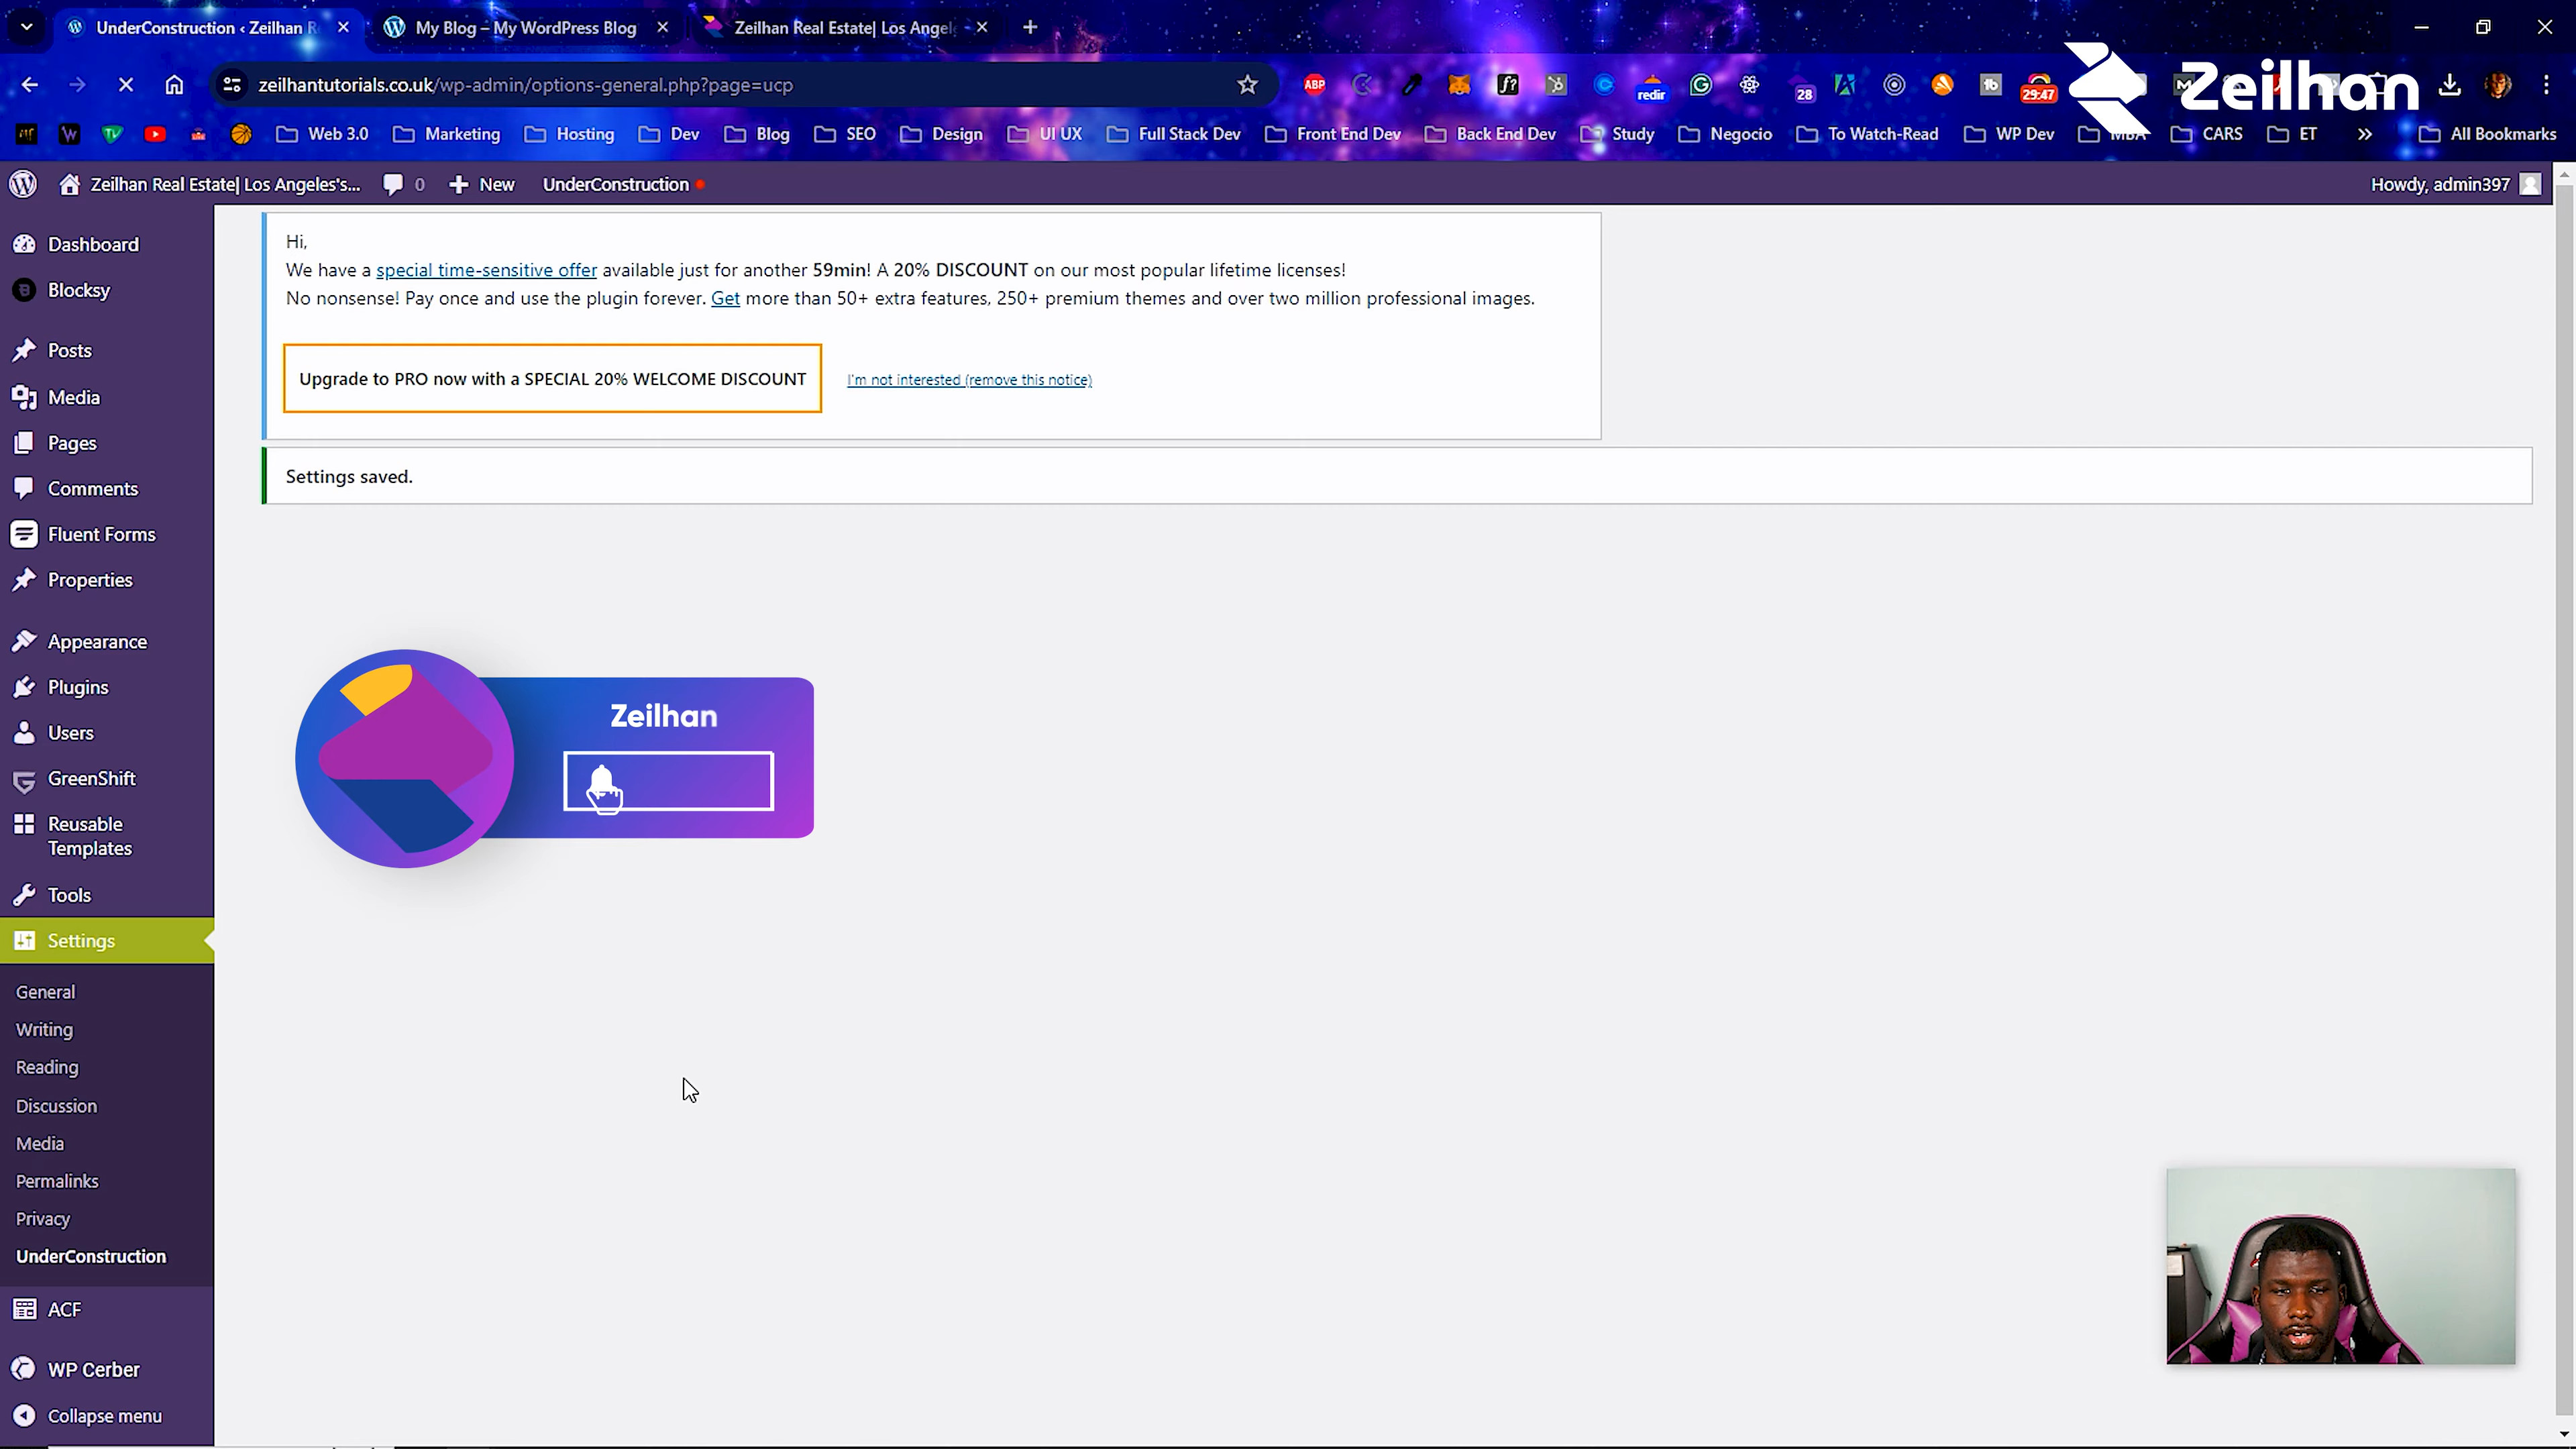 UnderConstruction ‹ Zeilhan R
My Blog – My WordPress Blog
Zeilhan Real Estate| Los Angel
zeilhantutorials.co.uk/wp-admin/options-general.php?page=ucp
ABP
f?
redir
28
tb
29:47
M
Zeilhan
W
TV
Web 3.0
Marketing
Hosting
Dev
Blog
SEO
Design
UI UX
Full Stack Dev
Front End Dev
Back End Dev
Study
Negocio
To Watch-Read
WP Dev
MBA
CARS
ET
»
All Bookmarks
Zeilhan Real Estate| Los Angeles's...
0
New
UnderConstruction
Howdy, admin397
Dashboard
Blocksy
Posts
Media
Pages
Comments
Fluent Forms
Properties
Appearance
Plugins
Users
GreenShift
Reusable
Templates
Tools
Settings
General
Writing
Reading
Discussion
Media
Permalinks
Privacy
UnderConstruction
ACF
WP Cerber
Collapse menu
Hi,
We have a special time-sensitive offer available just for another 59min! A 20% DISCOUNT on our most popular lifetime licenses!
No nonsense! Pay once and use the plugin forever. Get more than 50+ extra features, 250+ premium themes and over two million professional images.
Upgrade to PRO now with a SPECIAL 20% WELCOME DISCOUNT
I'm not interested (remove this notice)
Settings saved.
Zeilhan